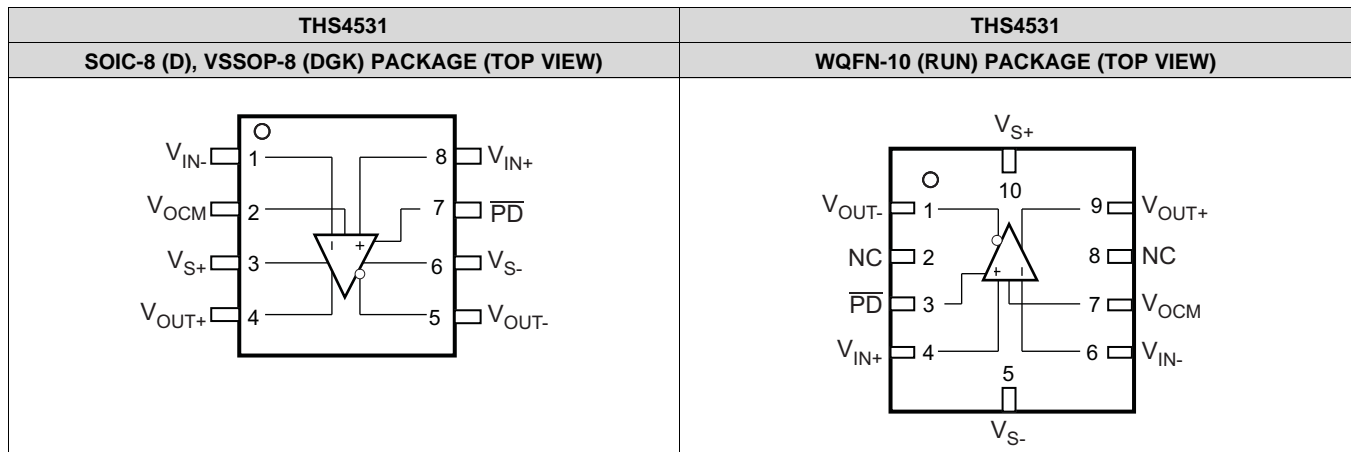 THS4531
THS4531
SOIC-8 (D), VSSOP-8 (DGK) PACKAGE (TOP VIEW)
WQFN-10 (RUN) PACKAGE (TOP VIEW)
VIN- 1 8 VIN+
VOCM 2 7 PD
VS+ 3 6 VS-
VOUT+ 4 5 VOUT-
- +
VS+
10
VOUT- 1 9 VOUT+
NC 2 8 NC
+ -
PD 3 7 VOCM
VIN+ 4 6 VIN-
5
VS-